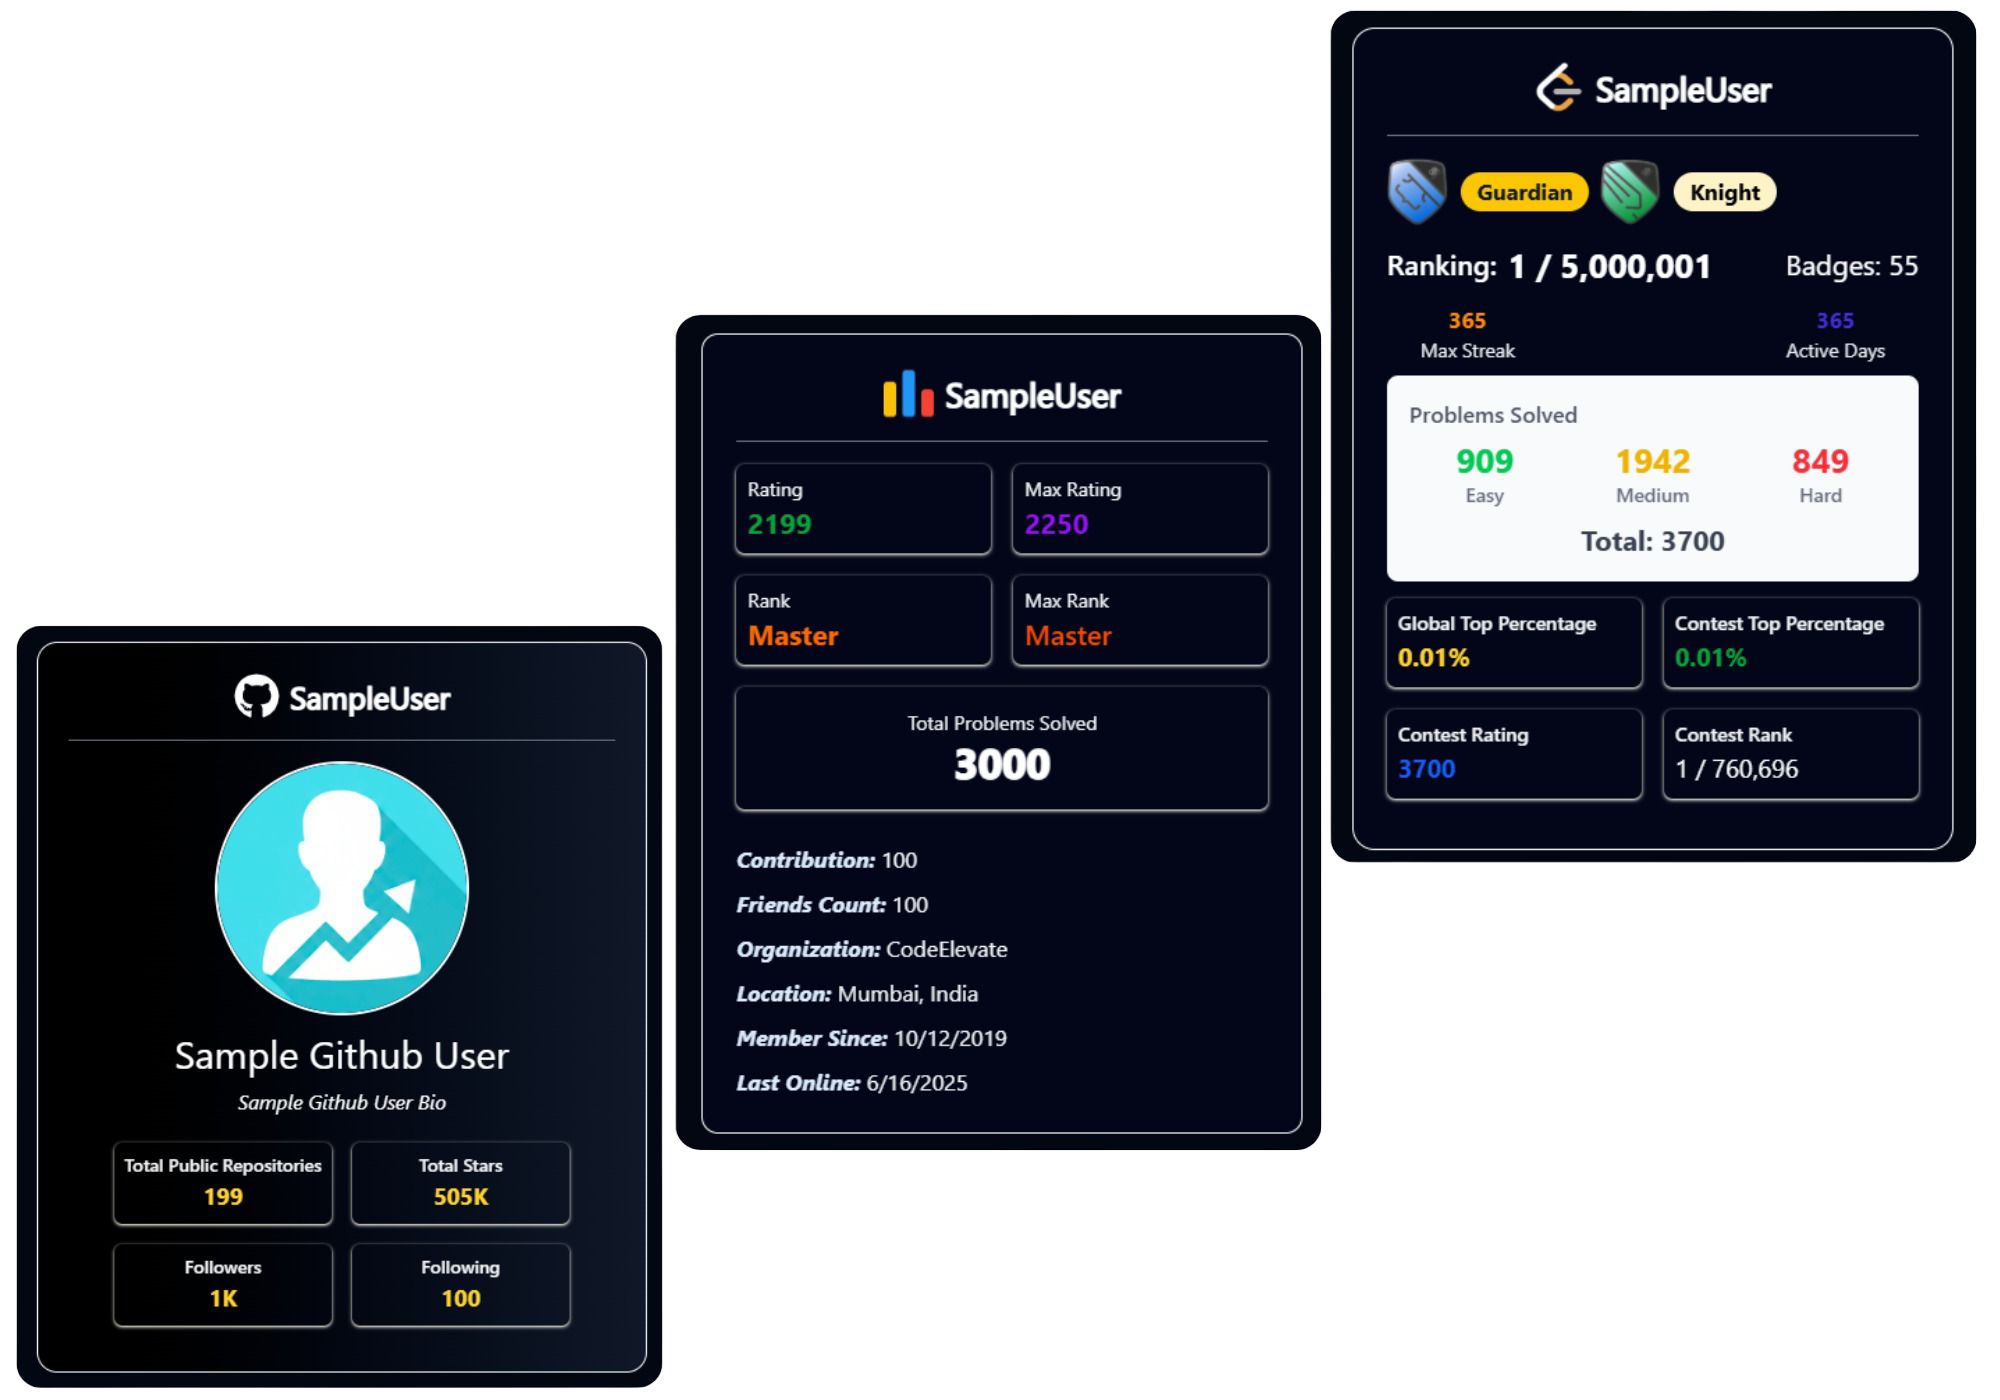 SampleUser
Sample Github User
Sample Github User Bio
Total Public Repositories
199
Total Stars
505K
Followers
1K
Following
100
SampleUser
Rating
2199
Max Rating
2250
Rank
Master
Max Rank
Master
Total Problems Solved
3000
Contribution: 100
Friends Count: 100
Organization: CodeElevate
Location: Mumbai, India
Member Since: 10/12/2019
Last Online: 6/16/2025
SampleUser
Guardian Knight
Ranking: 1 / 5,000,001 Badges: 55
365
Max Streak
365
Active Days
Problems Solved
909
Easy
1942
Medium
849
Hard
Total: 3700
Global Top Percentage
0.01%
Contest Top Percentage
0.01%
Contest Rating
3700
Contest Rank
1 / 760,696